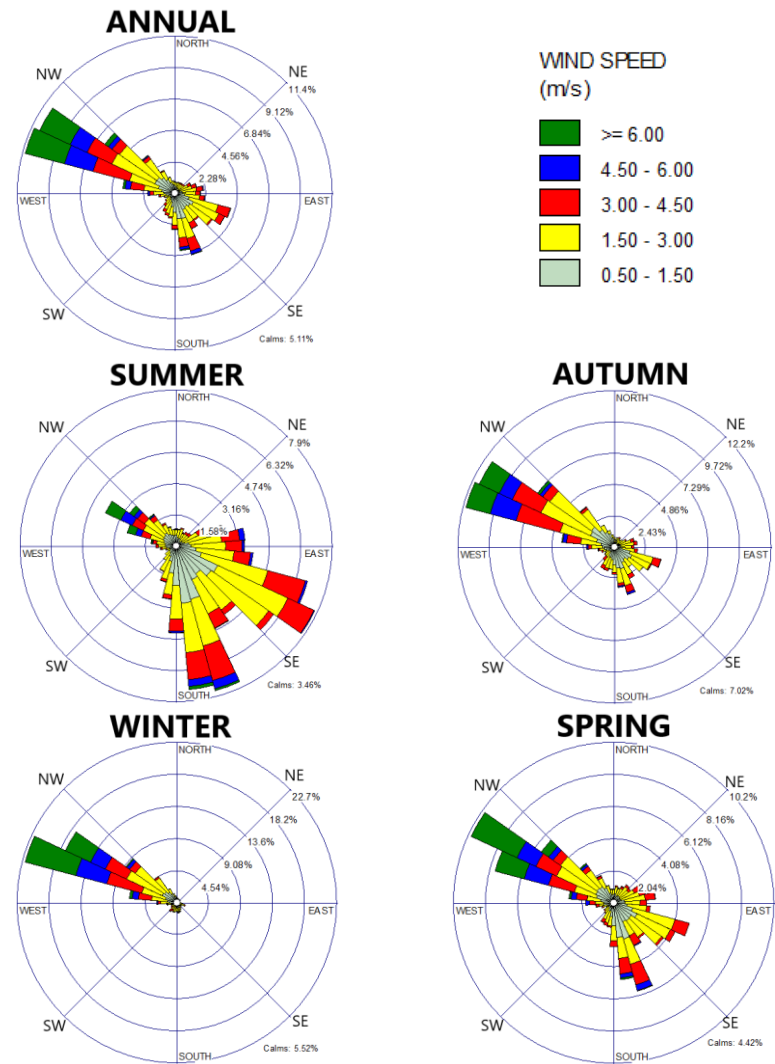 ANNUAL
NORTH
NW
NE
11.4%
9.12%
6.84%
4.56%
2.28%
WEST
EAST
SW
SE
SOUTH
Calms: 5.11%
WIND SPEED
(m/s)
>= 6.00
4.50 - 6.00
3.00 - 4.50
1.50 - 3.00
0.50 - 1.50
SUMMER
NORTH
NW
NE
7.9%
6.32%
4.74%
3.16%
1.58%
WEST
EAST
SW
SE
SOUTH
Calms: 3.46%
AUTUMN
NORTH
NW
NE
12.2%
9.72%
7.29%
4.86%
2.43%
WEST
EAST
SW
SE
SOUTH
Calms: 7.02%
WINTER
NORTH
NW
NE
22.7%
18.2%
13.6%
9.08%
4.54%
WEST
EAST
SW
SE
SOUTH
Calms: 5.52%
SPRING
NORTH
NW
NE
10.2%
8.16%
6.12%
4.08%
2.04%
WEST
EAST
SW
SE
SOUTH
Calms: 4.42%